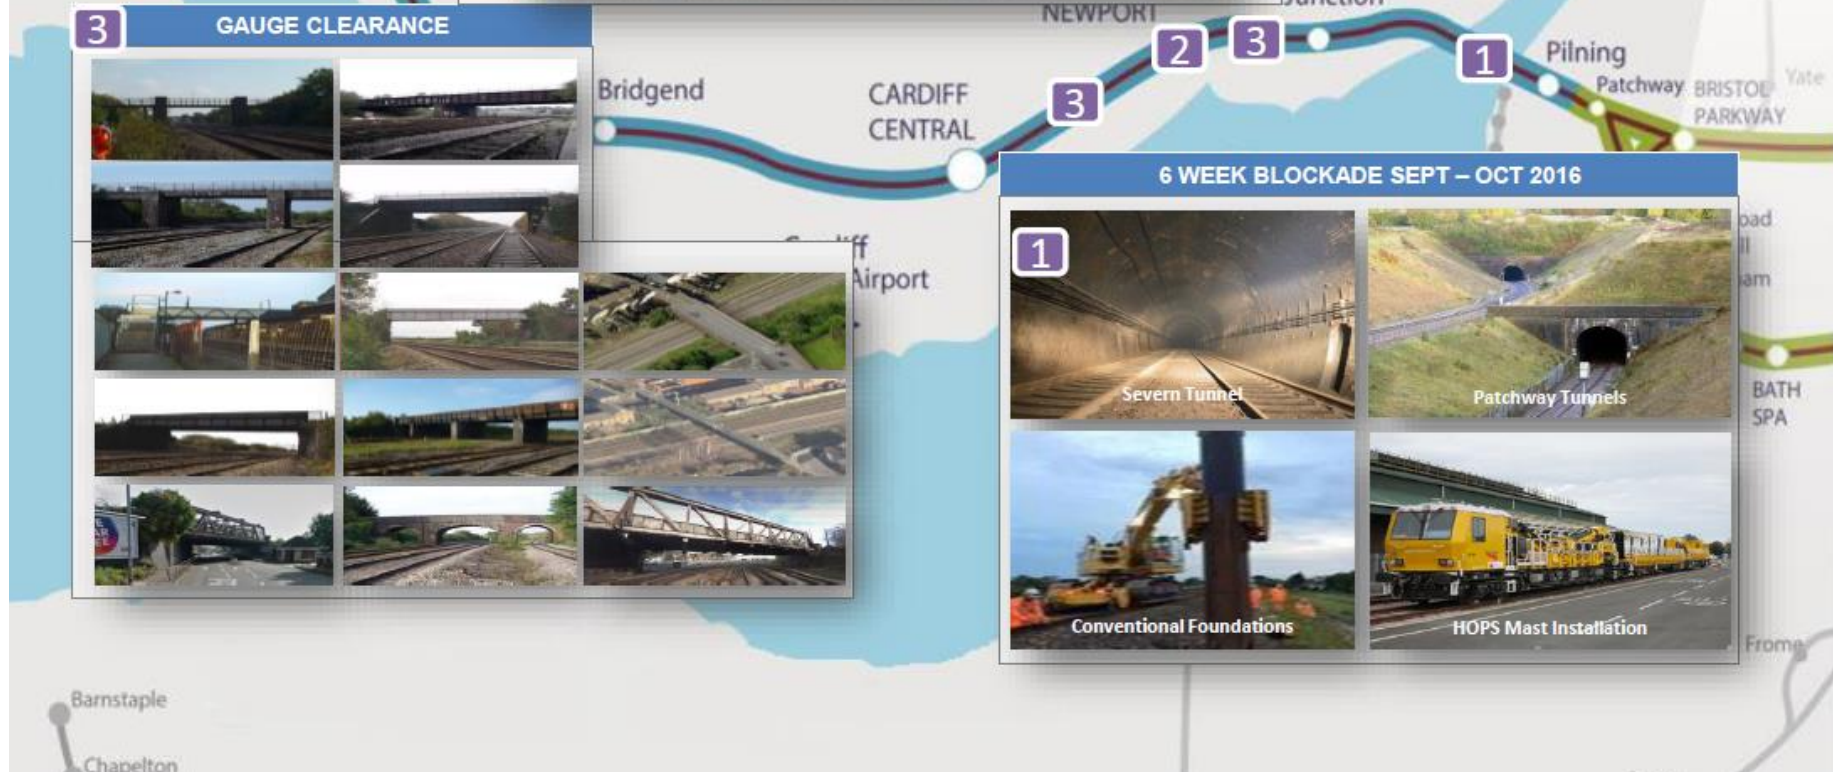 3
GAUGE CLEARANCE
NEWPORT
Junction
2
3
1
Pilning
Patchway
BRISTOL
PARKWAY
Yate
Bridgend
CARDIFF
CENTRAL
3
6 WEEK BLOCKADE SEPT – OCT 2016
1
Severn Tunnel
Patchway Tunnels
Conventional Foundations
HOPS Mast Installation
Airport
BATH
SPA
Frome
Barnstaple
Chapelton